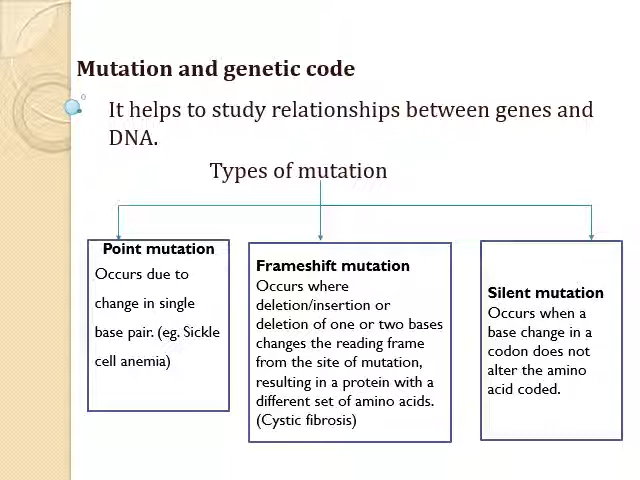 Mutation and genetic code
It helps to study relationships between genes and
DNA.
Types of mutation
Point mutation
Occurs due to
change in single
base pair. (eg. Sickle
cell anemia)
Frameshift mutation
Occurs where
deletion/insertion or
deletion of one or two bases
changes the reading frame
from the site of mutation,
resulting in a protein with a
different set of amino acids.
(Cystic fibrosis)
Silent mutation
Occurs when a
base change in a
codon does not
alter the amino
acid coded.